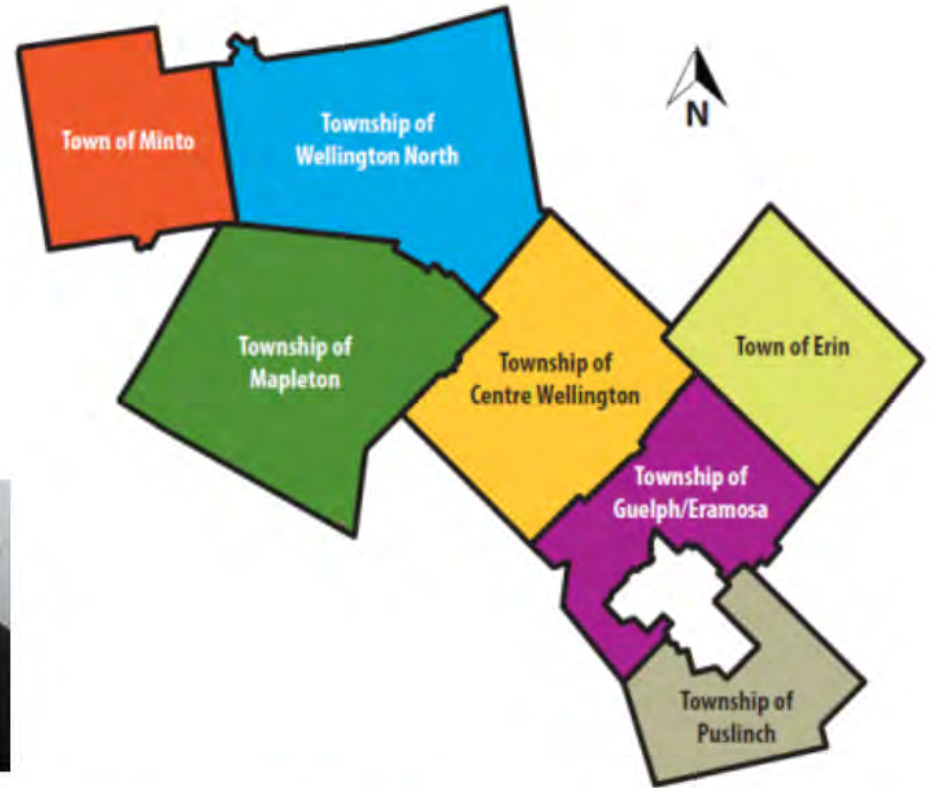 N
Town of Minto
Township of
Wellington North
Township of
Mapleton
Township of
Centre Wellington
Town of Erin
Township of
Guelph/Eramosa
Township of
Puslinch